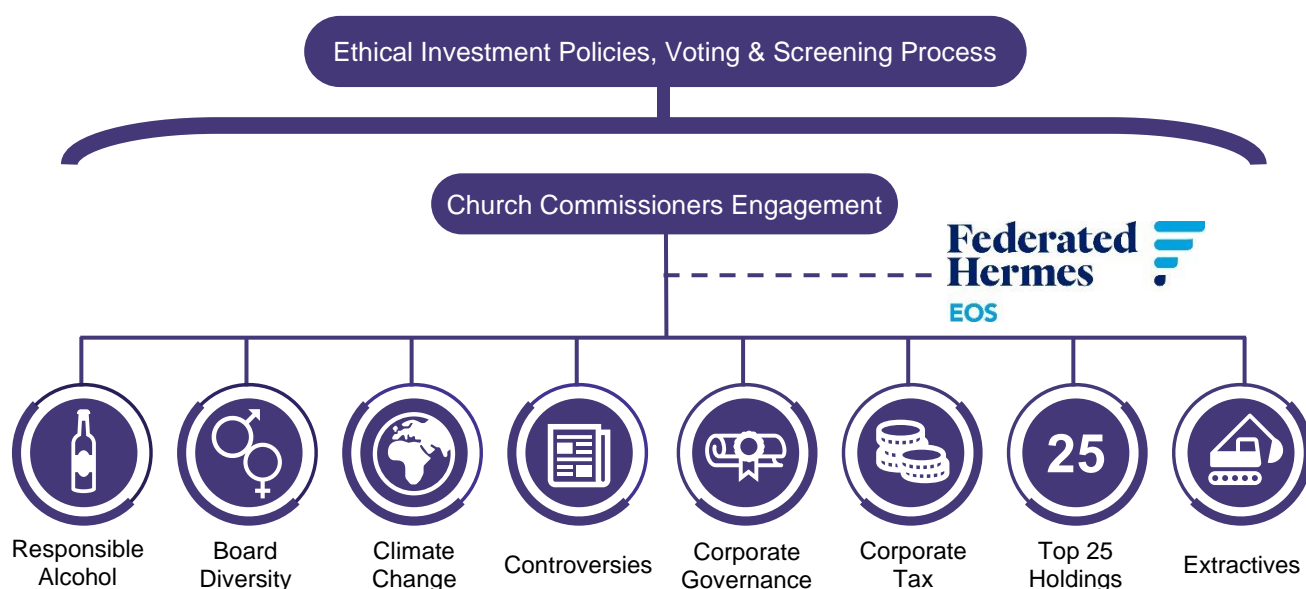 Ethical Investment Policies, Voting & Screening Process
Church Commissioners Engagement
Federated
Hermes
EOS
25
Responsible
Alcohol
Board
Diversity
Climate
Change
Controversies
Corporate
Governance
Corporate
Tax
Top 25
Holdings
Extractives